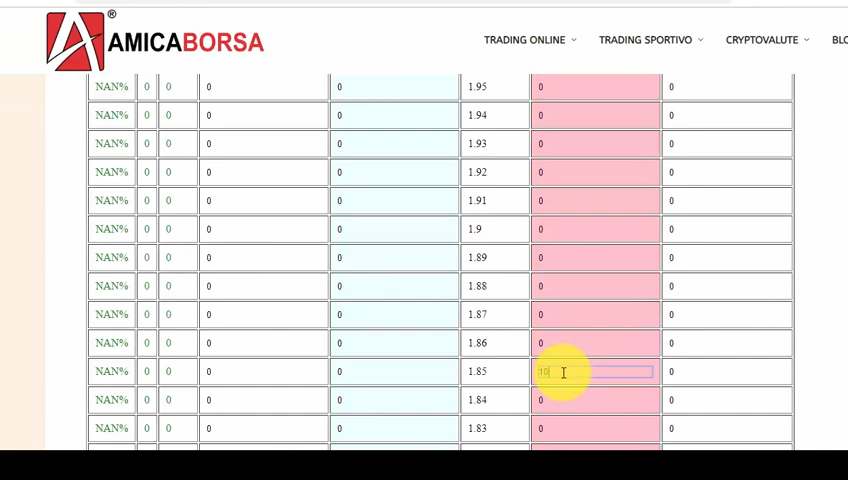 ®
AMICABORSA
TRADING ONLINE TRADING SPORTIVO CRYPTOVALUTE BLO
NAN% 0 0 0 0 1.95 0 0
NAN% 0 0 0 0 1.94 0 0
NAN% 0 0 0 0 1.93 0 0
NAN% 0 0 0 0 1.92 0 0
NAN% 0 0 0 0 1.91 0 0
NAN% 0 0 0 0 1.9 0 0
NAN% 0 0 0 0 1.89 0 0
NAN% 0 0 0 0 1.88 0 0
NAN% 0 0 0 0 1.87 0 0
NAN% 0 0 0 0 1.86 0 0
NAN% 0 0 0 0 1.85 10 0
NAN% 0 0 0 0 1.84 0 0
NAN% 0 0 0 0 1.83 0 0